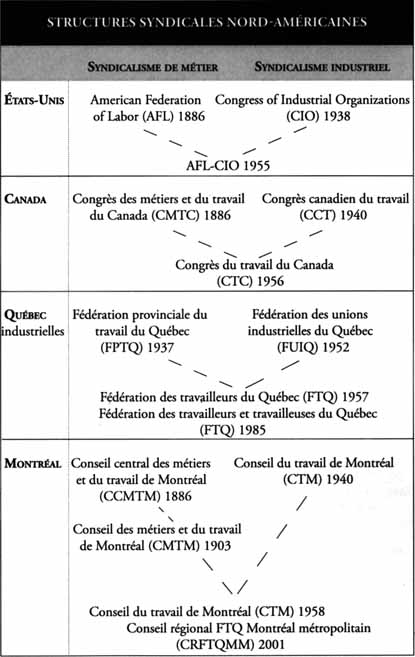 STRUCTURES SYNDICALES NORD-AMÉRICAINES
SYNDICALISME DE MÉTIER SYNDICALISME INDUSTRIEL
ÉTATS-UNIS
American Federation
of Labor (AFL) 1886
Congress of Industrial Organizations
(CIO) 1938
AFL-CIO 1955
CANADA
Congrès des métiers et du travail
du Canada (CMTC) 1886
Congrès canadien du travail
(CCT) 1940
Congrès du travail du Canada
(CTC) 1956
QUÉBEC
industrielles
Fédération provinciale du
travail du Québec
(FPTQ) 1937
Fédération des unions
industrielles du Québec
(FUIQ) 1952
Fédération des travailleurs du Québec (FTQ) 1957
Fédération des travailleurs et travailleuses du Québec
(FTQ) 1985
MONTRÉAL
Conseil central des métiers
et du travail de Montréal
(CCMTM) 1886
Conseil du travail de Montréal
(CTM) 1940
Conseil des métiers et du travail
de Montréal (CMTM) 1903
Conseil du travail de Montréal (CTM) 1958
Conseil régional FTQ Montréal métropolitain
(CRFTQMM) 2001